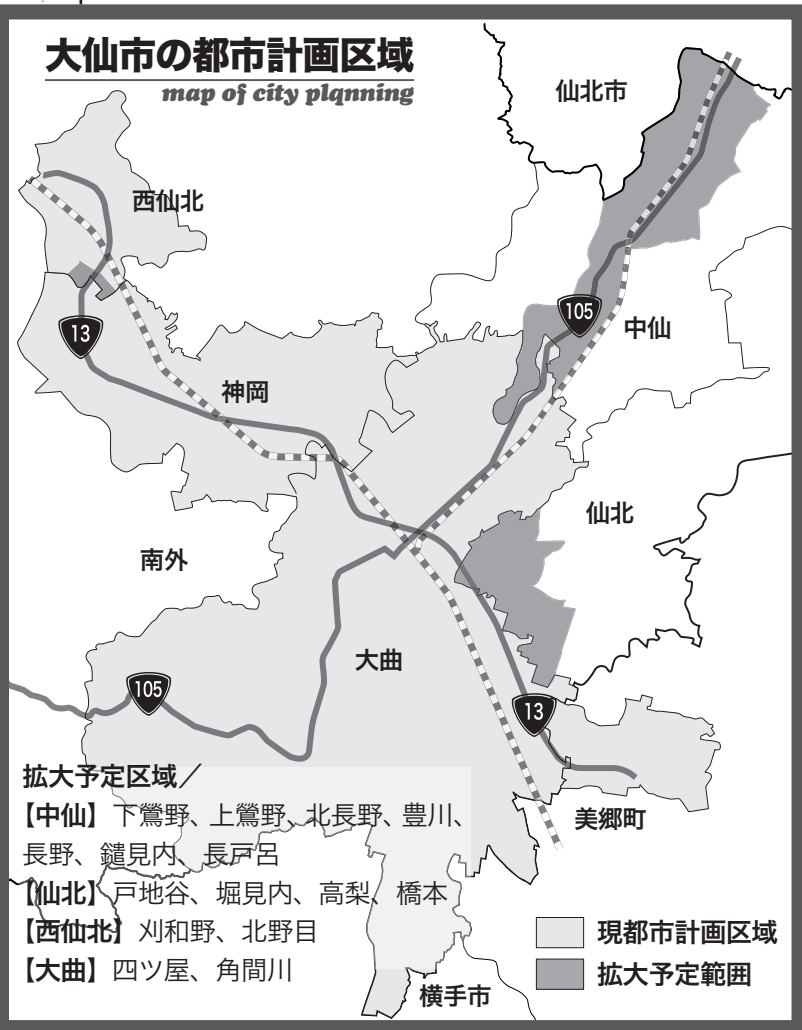 大仙市の都市計画区域
map of city plqnning
仙北市
西仙北
105
中仙
13
神岡
仙北
南外
大曲
105
13
拡大予定区域／
【中仙】下鶯野、上鶯野、北長野、豊川、
長野、鑓見内、長戸呂
【仙北】戸地谷、堀見内、高梨、橋本
【西仙北】刈和野、北野目
【大曲】四ツ屋、角間川
美郷町
現都市計画区域
拡大予定範囲
横手市